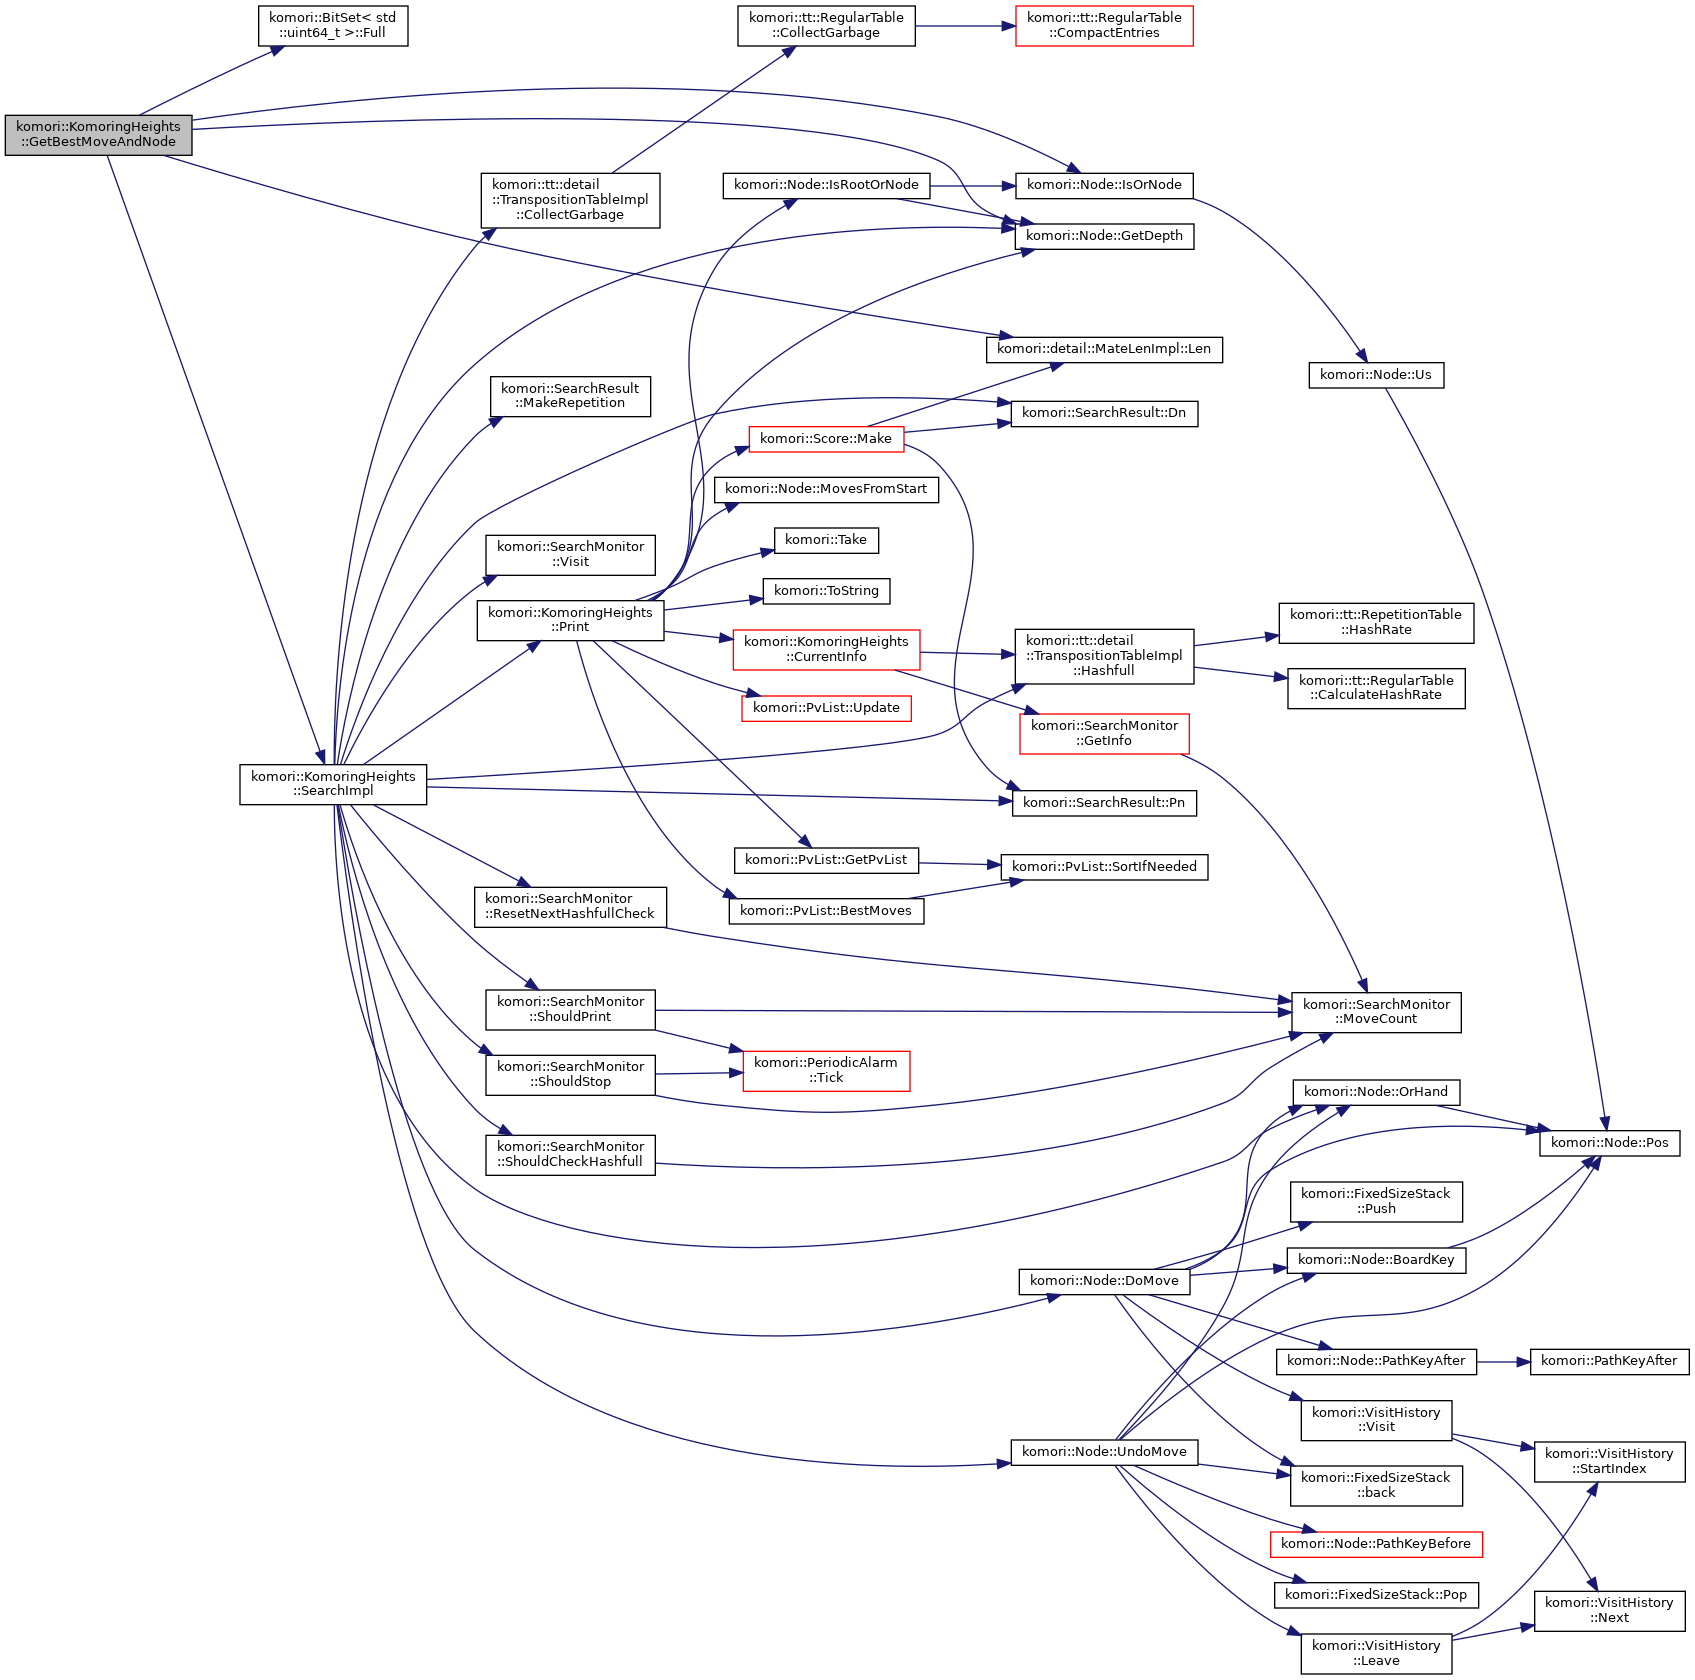 komori::KomoringHeights
::GetBestMoveAndNode
komori::BitSet< std
::uint64_t >::Full
komori::KomoringHeights
::SearchImpl
komori::tt::detail
::TranspositionTableImpl
::CollectGarbage
komori::SearchResult
::MakeRepetition
komori::SearchMonitor
::Visit
komori::KomoringHeights
::Print
komori::SearchMonitor
::ResetNextHashfullCheck
komori::SearchMonitor
::ShouldPrint
komori::SearchMonitor
::ShouldStop
komori::SearchMonitor
::ShouldCheckHashfull
komori::tt::RegularTable
::CollectGarbage
komori::Node::IsRootOrNode
komori::Score::Make
komori::Node::MovesFromStart
komori::Take
komori::ToString
komori::KomoringHeights
::CurrentInfo
komori::PvList::Update
komori::PvList::GetPvList
komori::PvList::BestMoves
komori::PeriodicAlarm
::Tick
komori::tt::RegularTable
::CompactEntries
komori::Node::IsOrNode
komori::Node::GetDepth
komori::detail::MateLenImpl::Len
komori::SearchResult::Dn
komori::tt::detail
::TranspositionTableImpl
::Hashfull
komori::SearchMonitor
::GetInfo
komori::SearchResult::Pn
komori::PvList::SortIfNeeded
komori::Node::DoMove
komori::Node::UndoMove
komori::Node::Us
komori::tt::RepetitionTable
::HashRate
komori::tt::RegularTable
::CalculateHashRate
komori::SearchMonitor
::MoveCount
komori::Node::OrHand
komori::FixedSizeStack
::Push
komori::Node::BoardKey
komori::Node::PathKeyAfter
komori::VisitHistory
::Visit
komori::FixedSizeStack
::back
komori::Node::PathKeyBefore
komori::FixedSizeStack::Pop
komori::VisitHistory
::Leave
komori::Node::Pos
komori::PathKeyAfter
komori::VisitHistory
::StartIndex
komori::VisitHistory
::Next